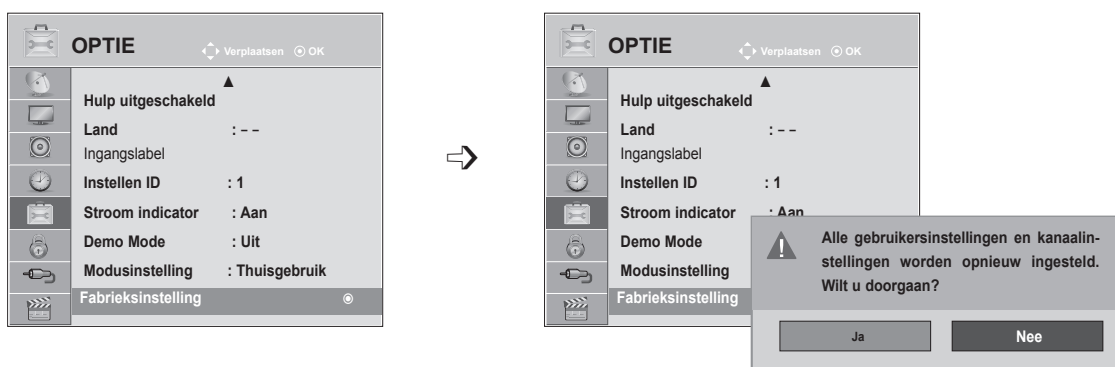 OPTIE
Verplaatsen OK
▲
Hulp uitgeschakeld
Land : – –
Ingangslabel
Instellen ID : 1
Stroom indicator : Aan
Demo Mode : Uit
Modusinstelling : Thuisgebruik
Fabrieksinstelling
OPTIE
Verplaatsen OK
▲
Hulp uitgeschakeld
Land : – –
Ingangslabel
Instellen ID : 1
Stroom indicator : Aan
Demo Mode
Modusinstelling
Fabrieksinstelling
Alle gebruikersinstellingen en kanaalin-
stellingen worden opnieuw ingesteld.
Wilt u doorgaan?
Ja Nee